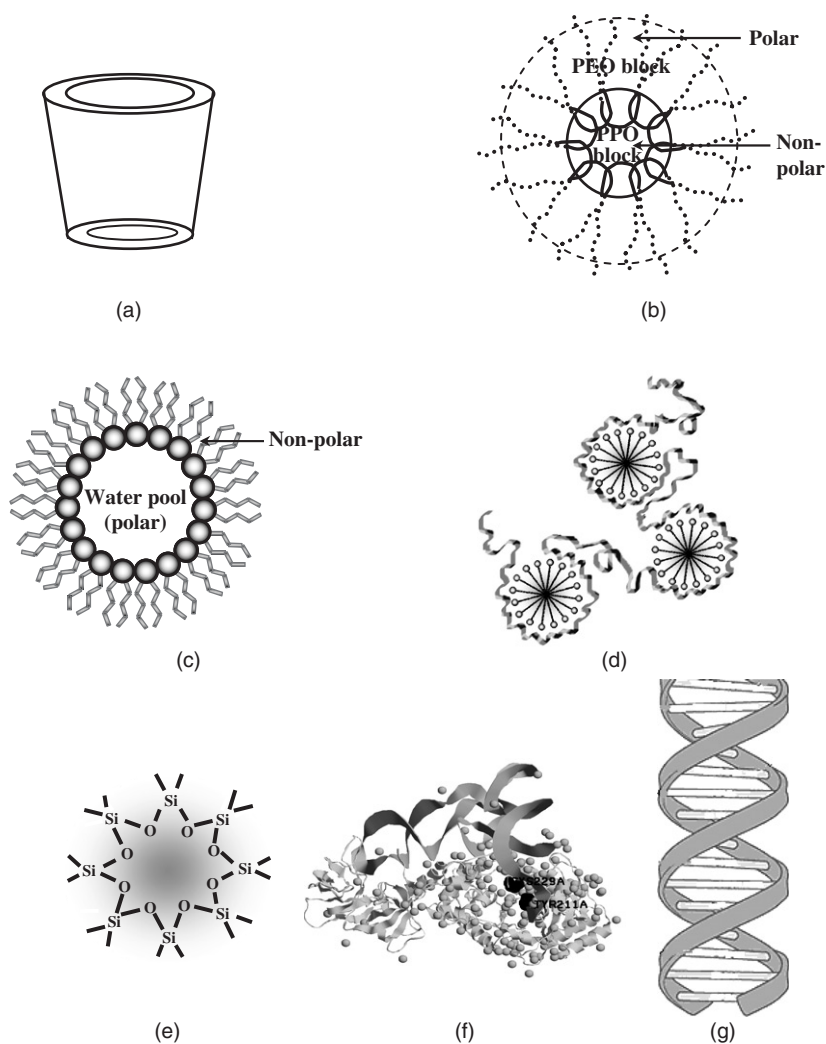 Polar
PEO block
PPO
block
Non-
polar
(a)
(b)
Non-polar
Water pool
(polar)
(c)
(d)
Si
Si
Si
O
O
O
O
Si
Si
O
O
O
O
Si
Si
Si
TYR211A
(e)
(f)
(g)